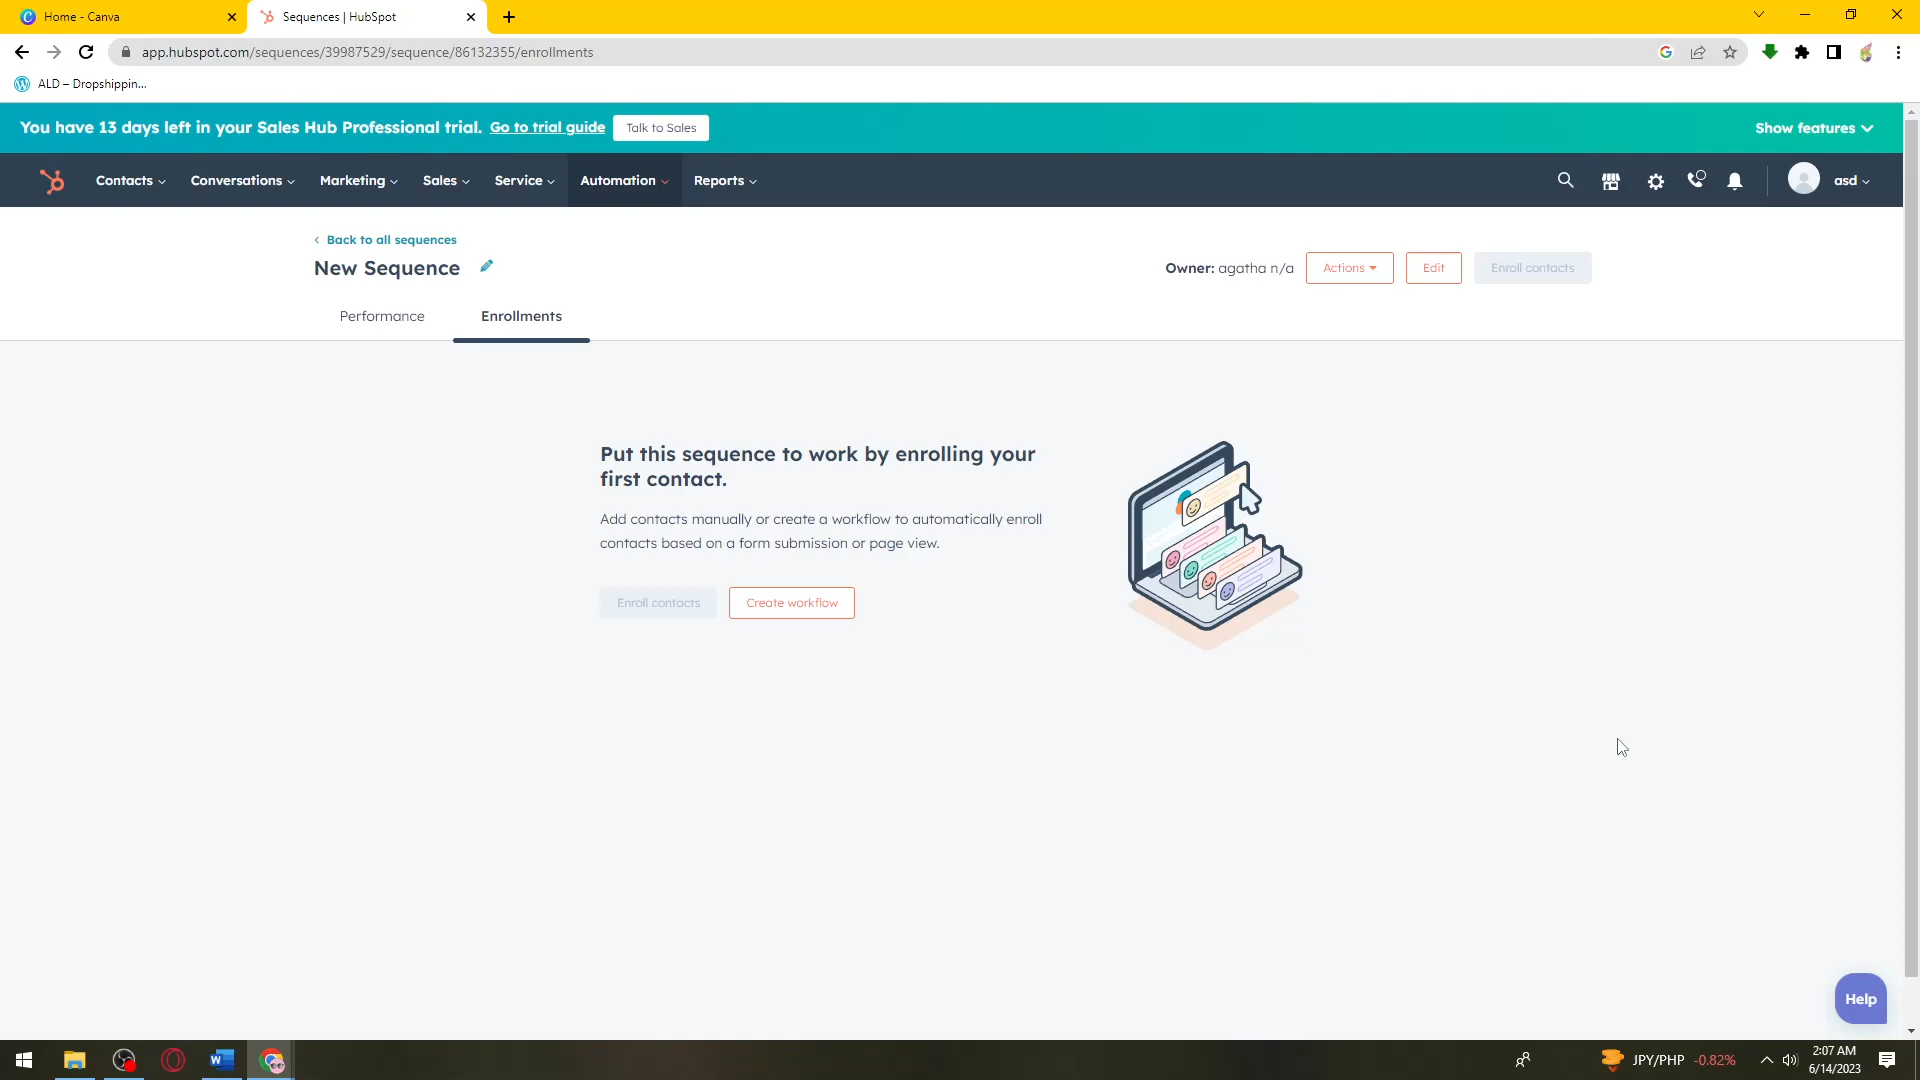 Home - Canva
Sequences | HubSpot
app.hubspot.com/sequences/39987529/sequence/86132355/enrollments
ALD – Dropshippin...
You have 13 days left in your Sales Hub Professional trial. Go to trial guide Talk to Sales Show features
Contacts Conversations Marketing Sales Service Automation Reports asd
Back to all sequences
New Sequence
Owner: agatha n/a Actions Edit Enroll contacts
Performance Enrollments
Put this sequence to work by enrolling your
first contact.
Add contacts manually or create a workflow to automatically enroll
contacts based on a form submission or page view.
Enroll contacts Create workflow
Help
JPY/PHP -0.82%
2:07 AM
6/14/2023